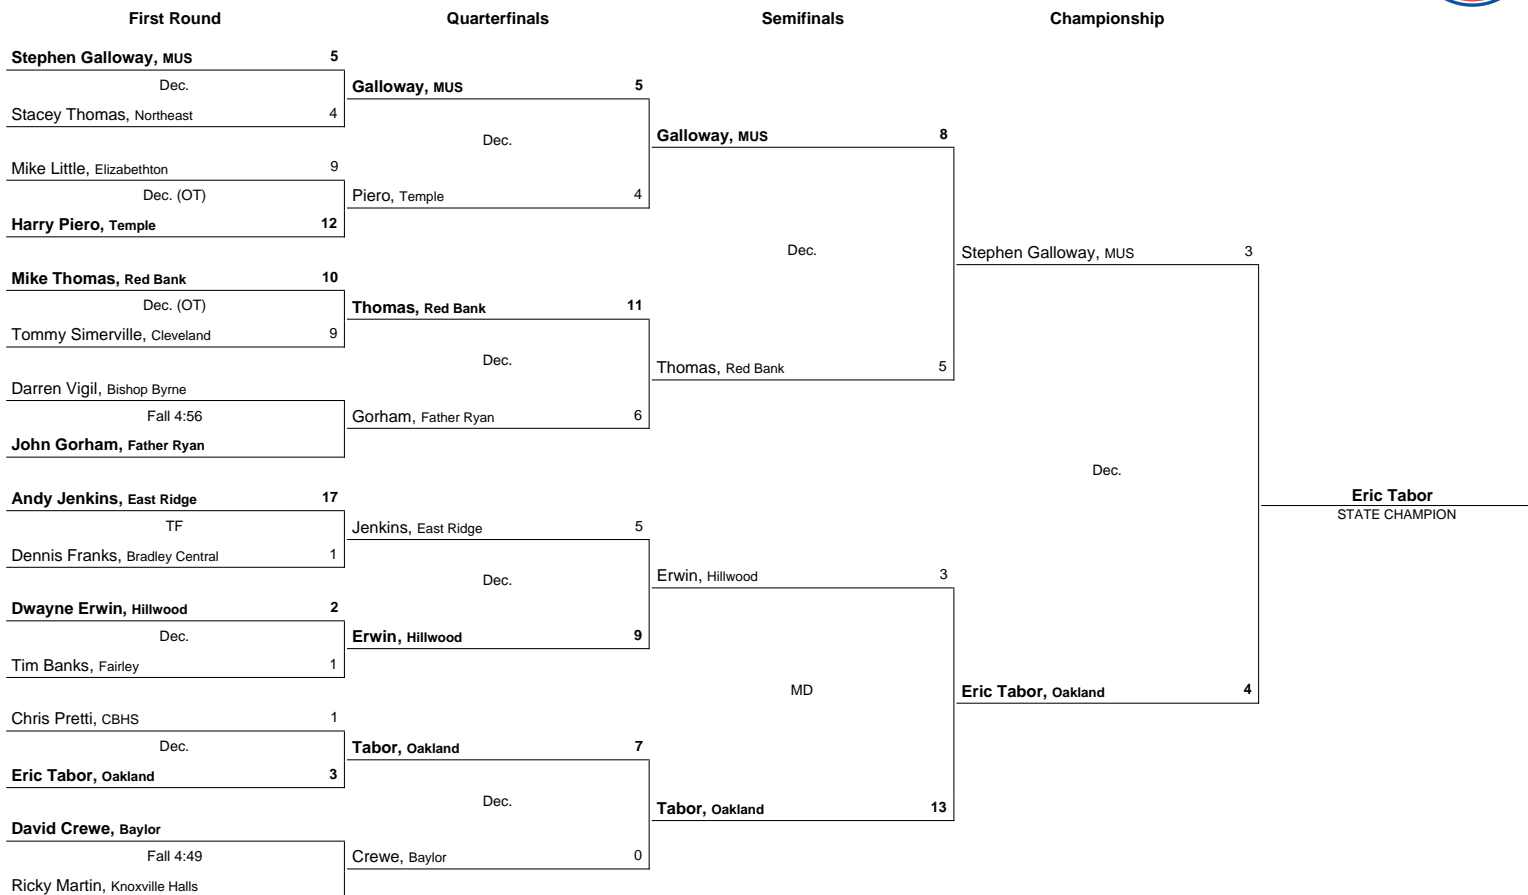 First Round Quarterfinals Semifinals Championship
Stephen Galloway, MUS 5
Dec.
Stacey Thomas, Northeast 4
Mike Little, Elizabethton 9
Dec. (OT)
Harry Piero, Temple 12
Mike Thomas, Red Bank 10
Dec. (OT)
Tommy Simerville, Cleveland 9
Darren Vigil, Bishop Byrne
Fall 4:56
John Gorham, Father Ryan
Andy Jenkins, East Ridge 17
TF
Dennis Franks, Bradley Central 1
Dwayne Erwin, Hillwood 2
Dec.
Tim Banks, Fairley 1
Chris Pretti, CBHS 1
Dec.
Eric Tabor, Oakland 3
David Crewe, Baylor
Fall 4:49
Ricky Martin, Knoxville Halls
Galloway, MUS 5
Dec.
Piero, Temple 4
Thomas, Red Bank 11
Dec.
Gorham, Father Ryan 6
Jenkins, East Ridge 5
Dec.
Erwin, Hillwood 9
Tabor, Oakland 7
Dec.
Crewe, Baylor 0
Galloway, MUS 8
Dec.
Thomas, Red Bank 5
Erwin, Hillwood 3
MD
Tabor, Oakland 13
Stephen Galloway, MUS 3
Dec.
Eric Tabor, Oakland 4
Eric Tabor
STATE CHAMPION